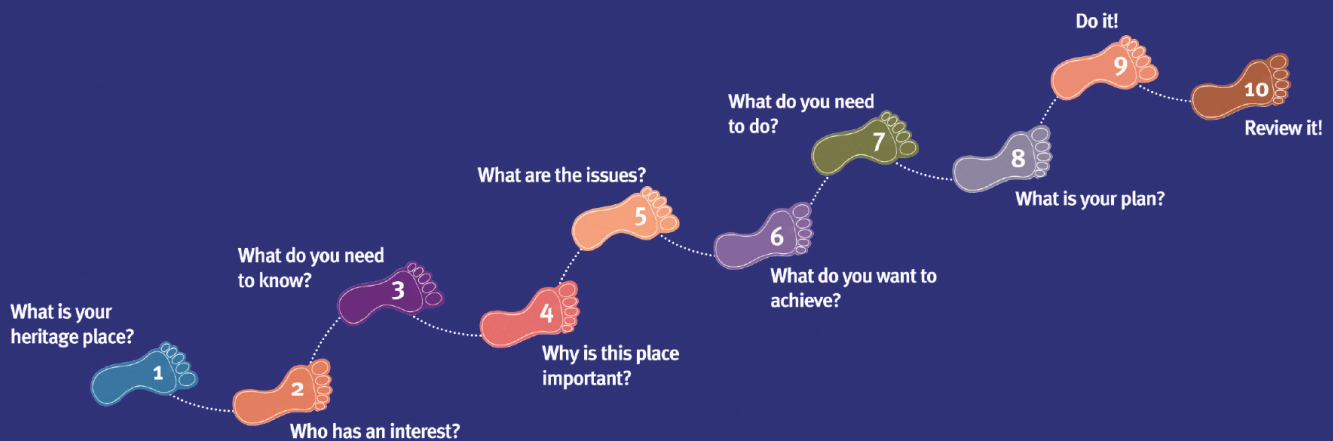 What is your
heritage place?
1
2
Who has an interest?
What do you need
to know?
3
4
Why is this place
important?
What are the issues?
5
6
What do you want to
achieve?
What do you need
to do?
7
8
What is your plan?
Do it!
9
10
Review it!